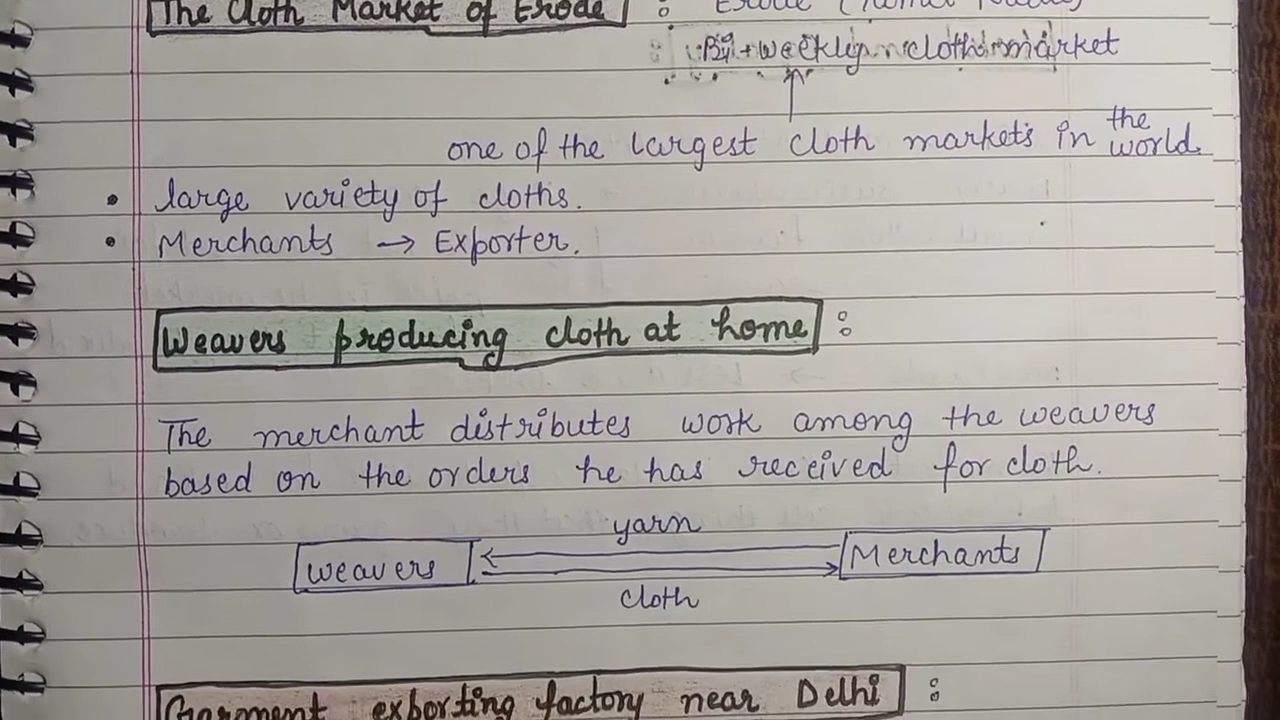 The Cloth Market of Erode :
Bi-weekly cloth market
one of the largest cloth markets in the world.
• large variety of cloths.
• Merchants → Exporter.
Weavers producing cloth at home :
The merchant distributes work among the weavers
based on the orders he has received for cloth.
yarn
Weavers Merchants
cloth
Garment exporting factory near Delhi :